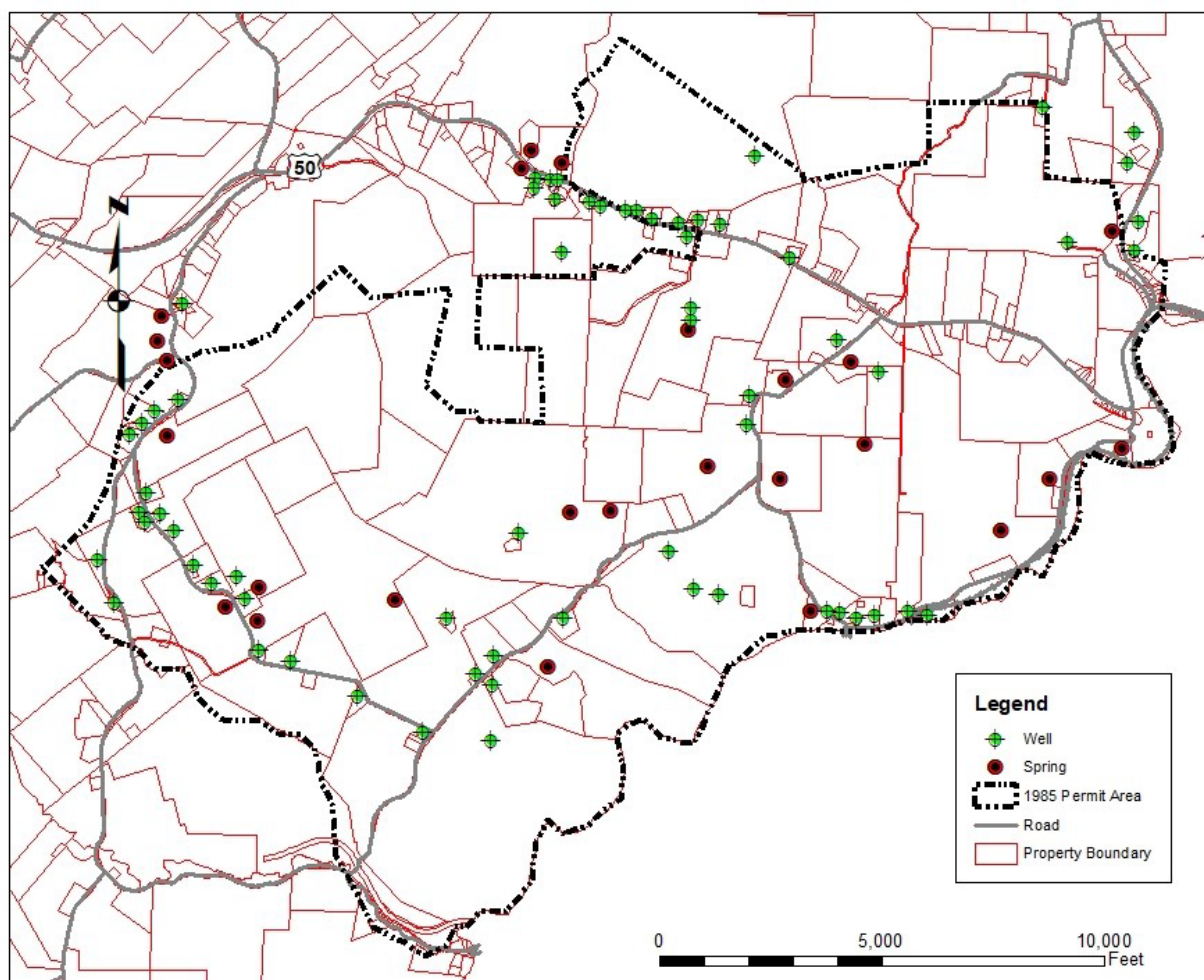 50
N
Legend
Well
Spring
1985 Permit Area
Road
Property Boundary
0 5,000 10,000
Feet